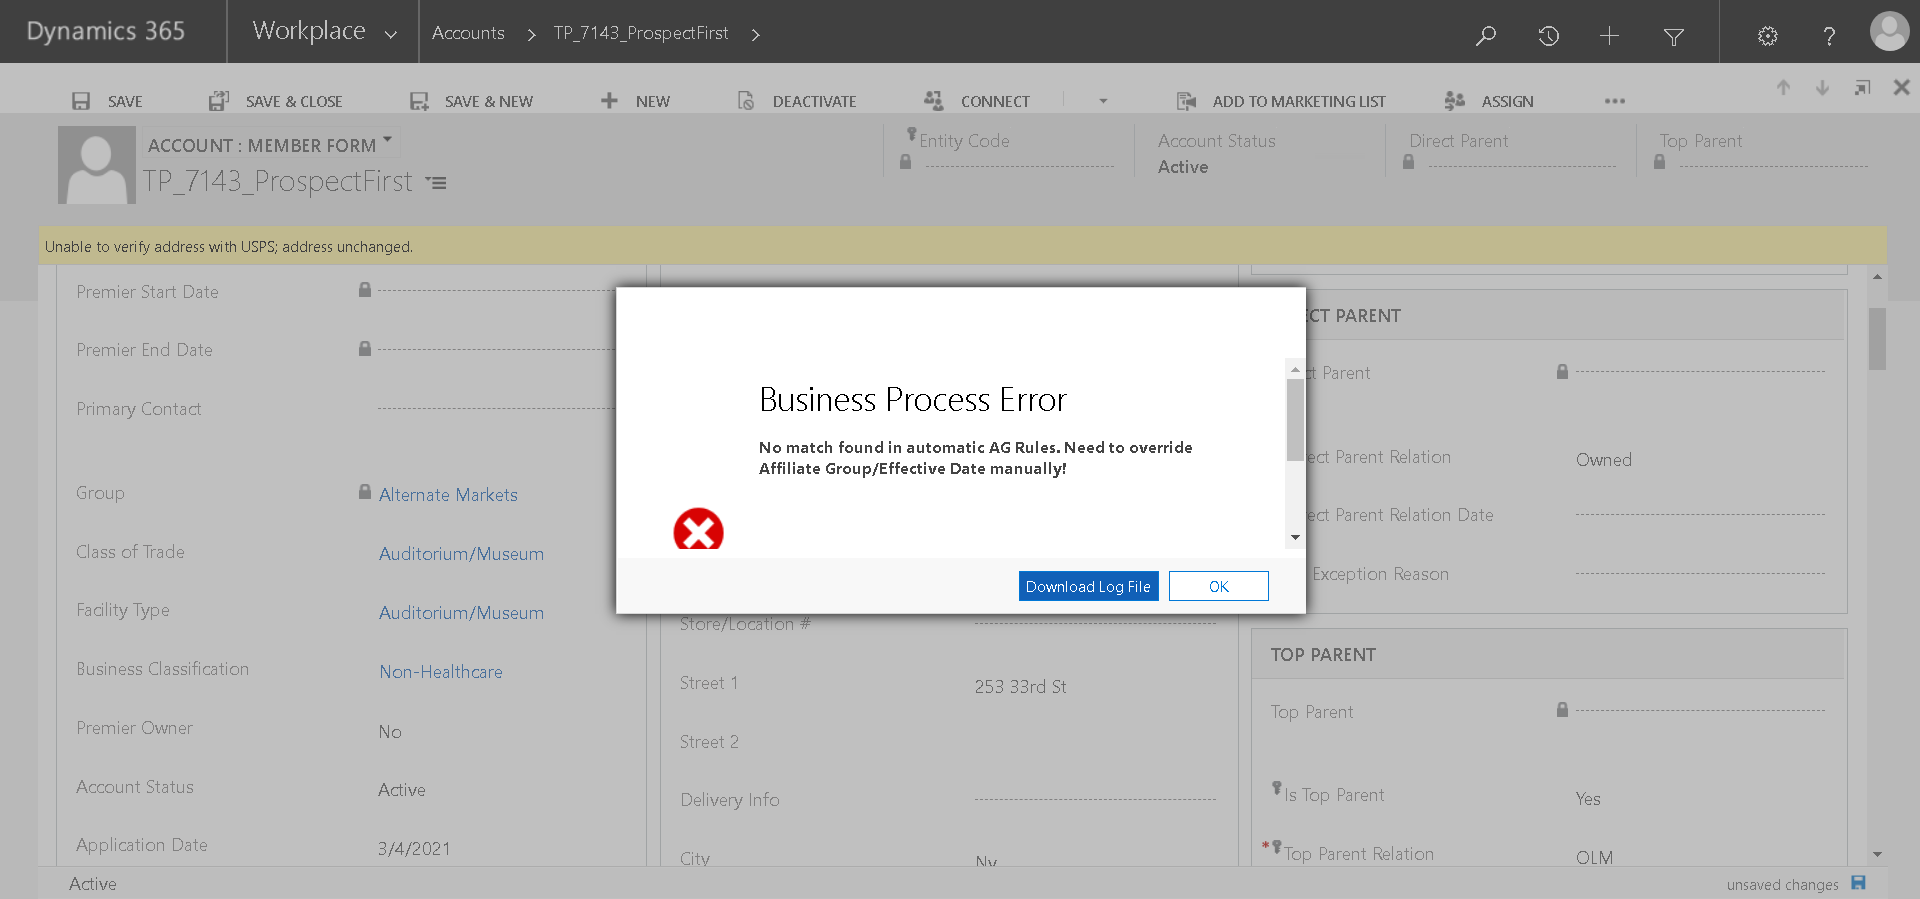 Dynamics 365
Workplace
Accounts
TP_7143_ProspectFirst
SAVE
SAVE & CLOSE
SAVE & NEW
NEW
DEACTIVATE
CONNECT
ADD TO MARKETING LIST
ASSIGN
ACCOUNT : MEMBER FORM
TP_7143_ProspectFirst
Entity Code
Account Status
Active
Direct Parent
Top Parent
Unable to verify address with USPS; address unchanged.
Premier Start Date
Premier End Date
Primary Contact
Group
Alternate Markets
Class of Trade
Auditorium/Museum
Facility Type
Auditorium/Museum
Business Classification
Non-Healthcare
Premier Owner
No
Account Status
Active
Application Date
3/4/2021
Business Process Error
No match found in automatic AG Rules. Need to override
Affiliate Group/Effective Date manually!
Download Log File
OK
Store/Location #
Street 1
253 33rd St
Street 2
Delivery Info
City
Ny
ECT PARENT
ct Parent
ect Parent Relation
Owned
ect Parent Relation Date
Exception Reason
TOP PARENT
Top Parent
Is Top Parent
Yes
*Top Parent Relation
OLM
Active
unsaved changes